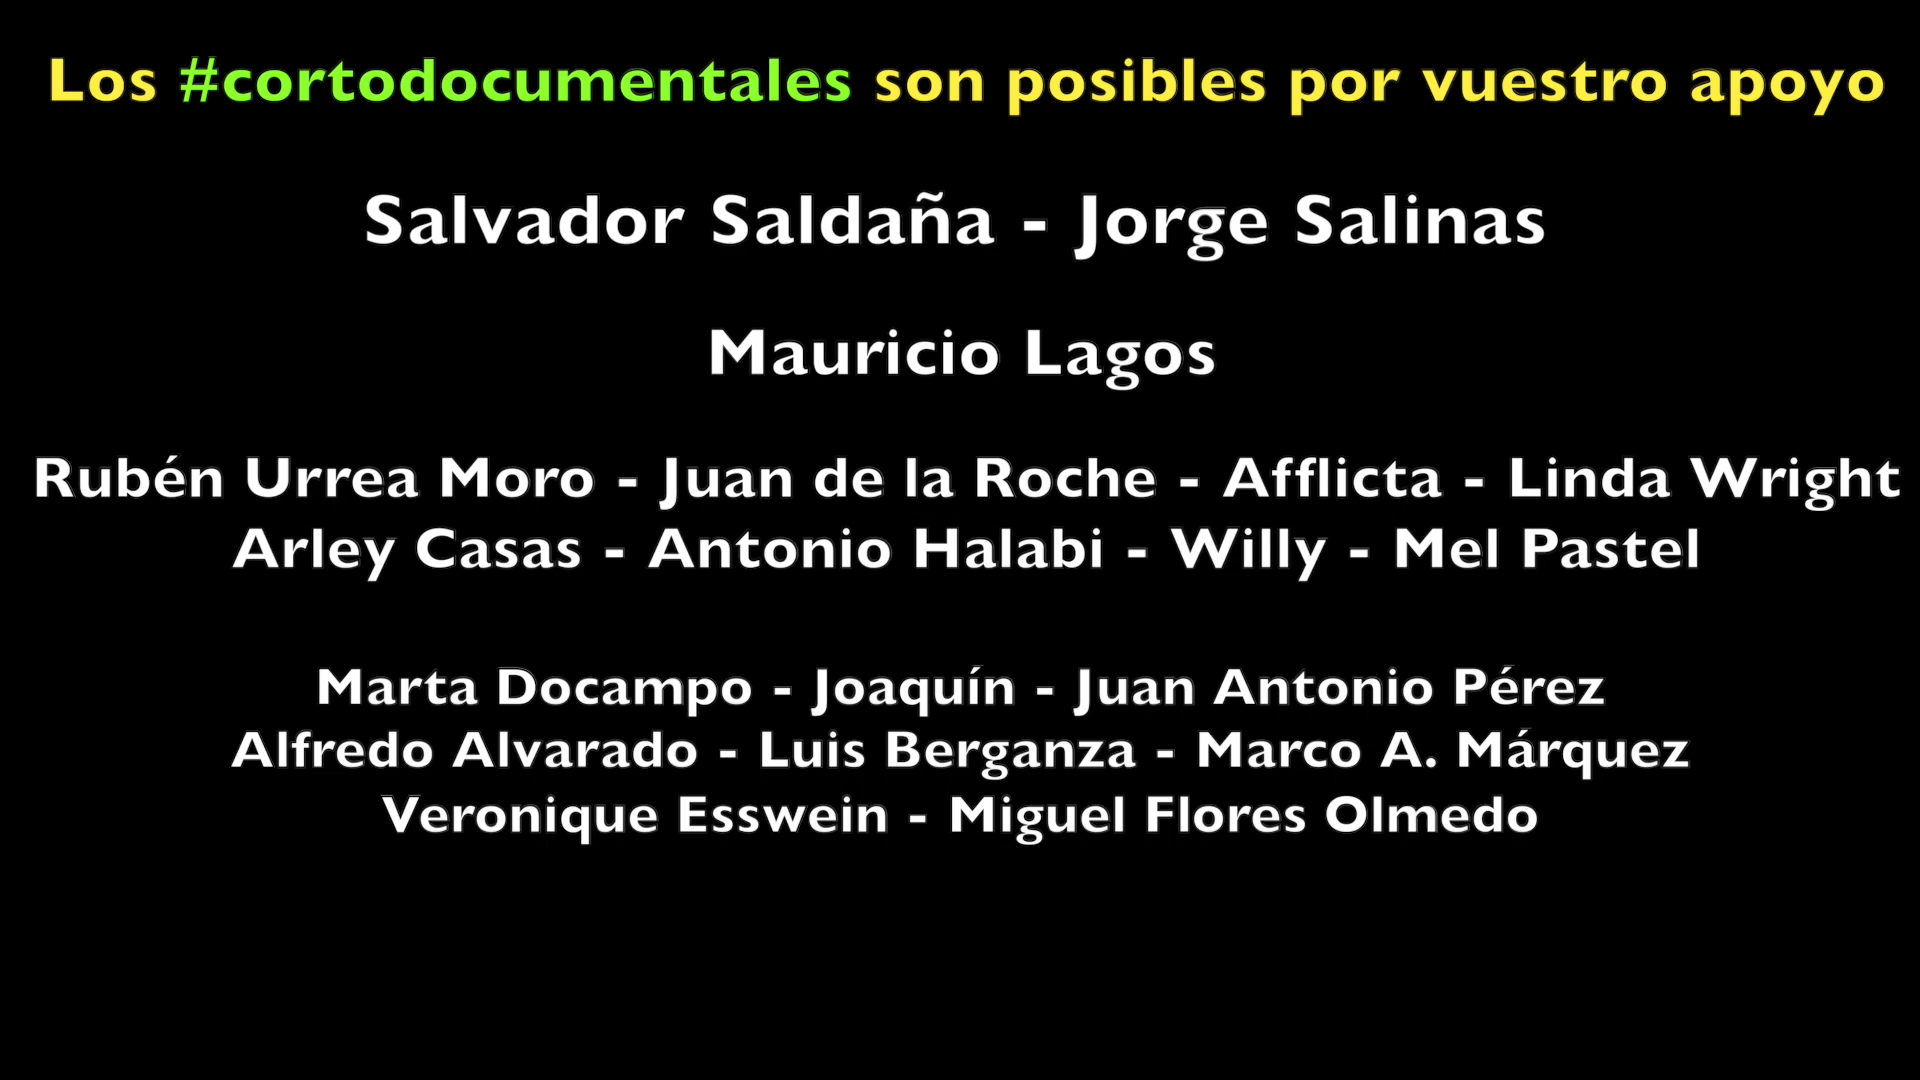 Los #cortodocumentales son posibles por vuestro apoyo
Salvador Saldaña - Jorge Salinas
Mauricio Lagos
Rubén Urrea Moro - Juan de la Roche - Afflicta - Linda Wright
Arley Casas - Antonio Halabi - Willy - Mel Pastel
Marta Docampo - Joaquín - Juan Antonio Pérez
Alfredo Alvarado - Luis Berganza - Marco A. Márquez
Veronique Esswein - Miguel Flores Olmedo